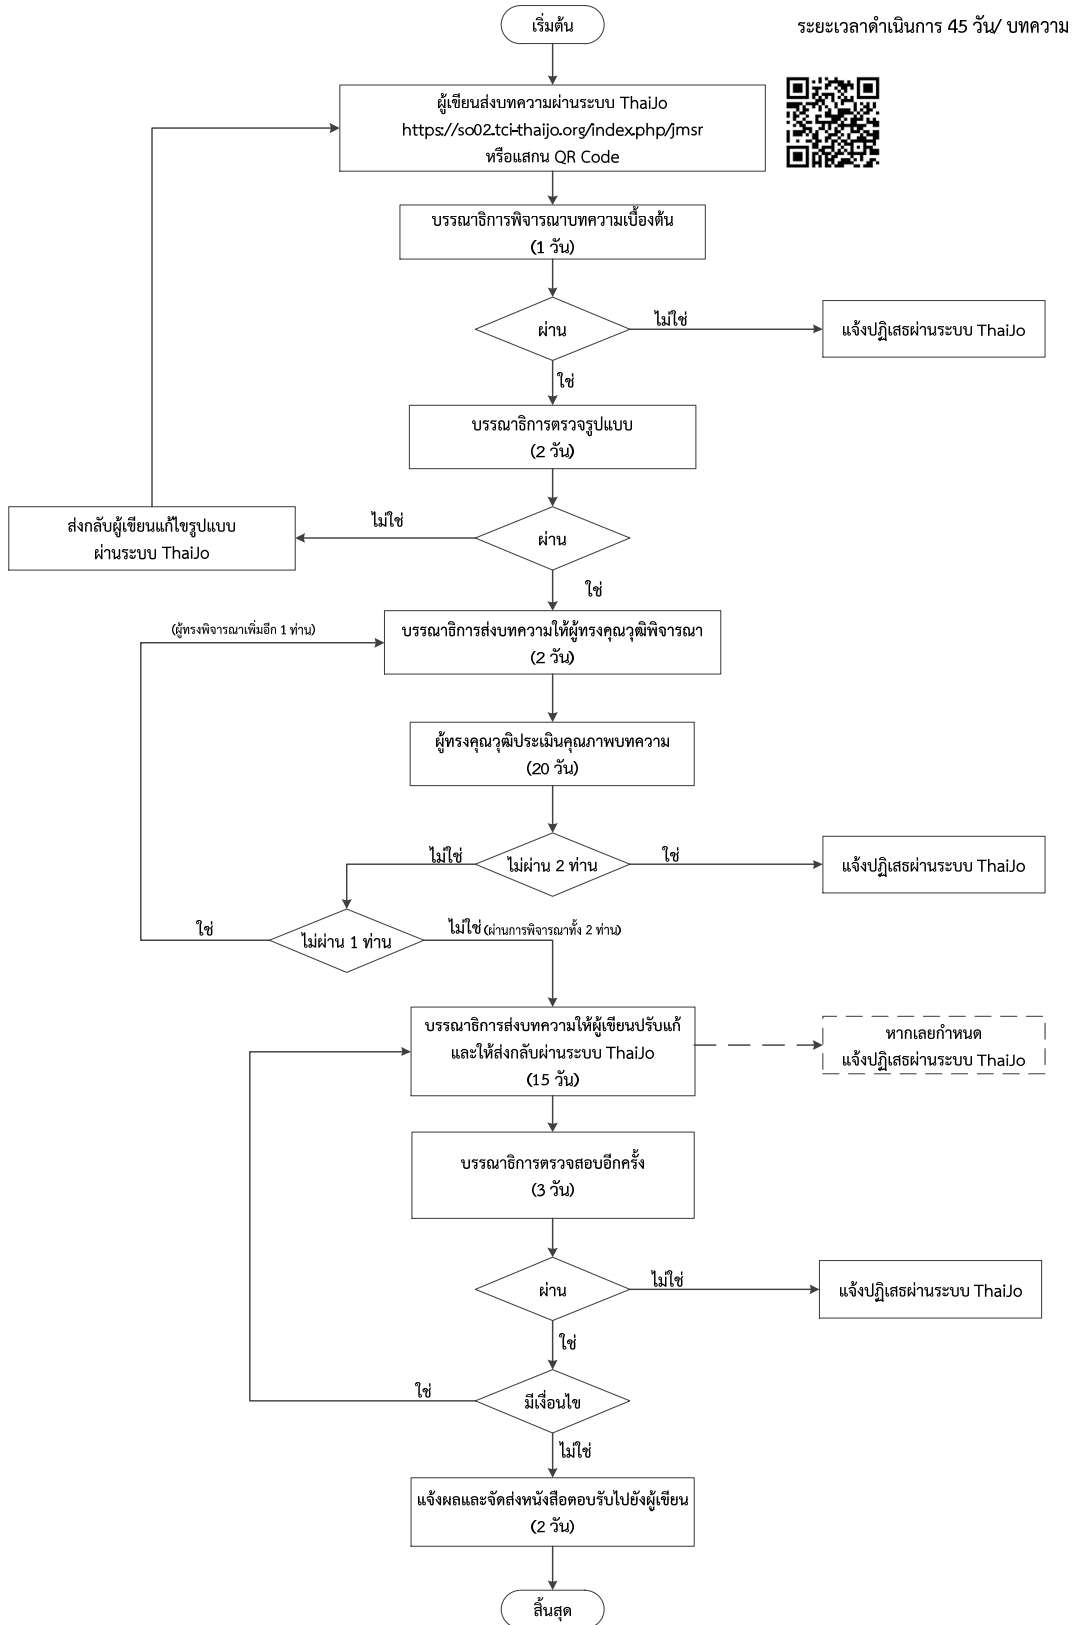 เริ่มต้น
ระยะเวลาดำเนินการ 45 วัน/ บทความ
ผู้เขียนส่งบทความผ่านระบบ ThaiJo
https://so02.tci-thaijo.org/index.php/jmsr
หรือแสกน QR Code
บรรณาธิการพิจารณาบทความเบื้องต้น
(1 วัน)
ผ่าน
ไม่ใช่
แจ้งปฏิเสธผ่านระบบ ThaiJo
ใช่
บรรณาธิการตรวจรูปแบบ
(2 วัน)
ส่งกลับผู้เขียนแก้ไขรูปแบบ
ผ่านระบบ ThaiJo
ไม่ใช่
ผ่าน
ใช่
(ผู้ทรงพิจารณาเพิ่มอีก 1 ท่าน)
บรรณาธิการส่งบทความให้ผู้ทรงคุณวุฒิพิจารณา
(2 วัน)
ผู้ทรงคุณวุฒิประเมินคุณภาพบทความ
(20 วัน)
ไม่ใช่
ไม่ผ่าน 2 ท่าน
ใช่
แจ้งปฏิเสธผ่านระบบ ThaiJo
ใช่
ไม่ผ่าน 1 ท่าน
ไม่ใช่ (ผ่านการพิจารณาทั้ง 2 ท่าน)
บรรณาธิการส่งบทความให้ผู้เขียนปรับแก้
และให้ส่งกลับผ่านระบบ ThaiJo
(15 วัน)
หากเลยกำหนด
แจ้งปฏิเสธผ่านระบบ ThaiJo
บรรณาธิการตรวจสอบอีกครั้ง
(3 วัน)
ผ่าน
ไม่ใช่
แจ้งปฏิเสธผ่านระบบ ThaiJo
ใช่
ใช่
มีเงื่อนไข
ไม่ใช่
แจ้งผลและจัดส่งหนังสือตอบรับไปยังผู้เขียน
(2 วัน)
สิ้นสุด